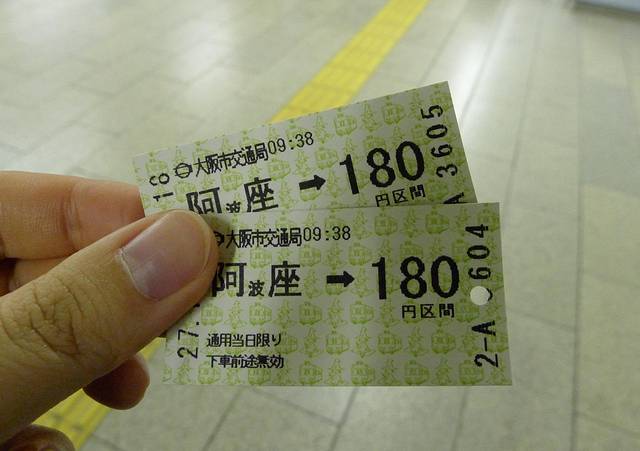 大阪市交通局09:38
阿波座→180
円区間
3605
大阪市交通局09:38
阿波座→180
円区間
通用当日限り
下車前途無効
27.
2-A
3604